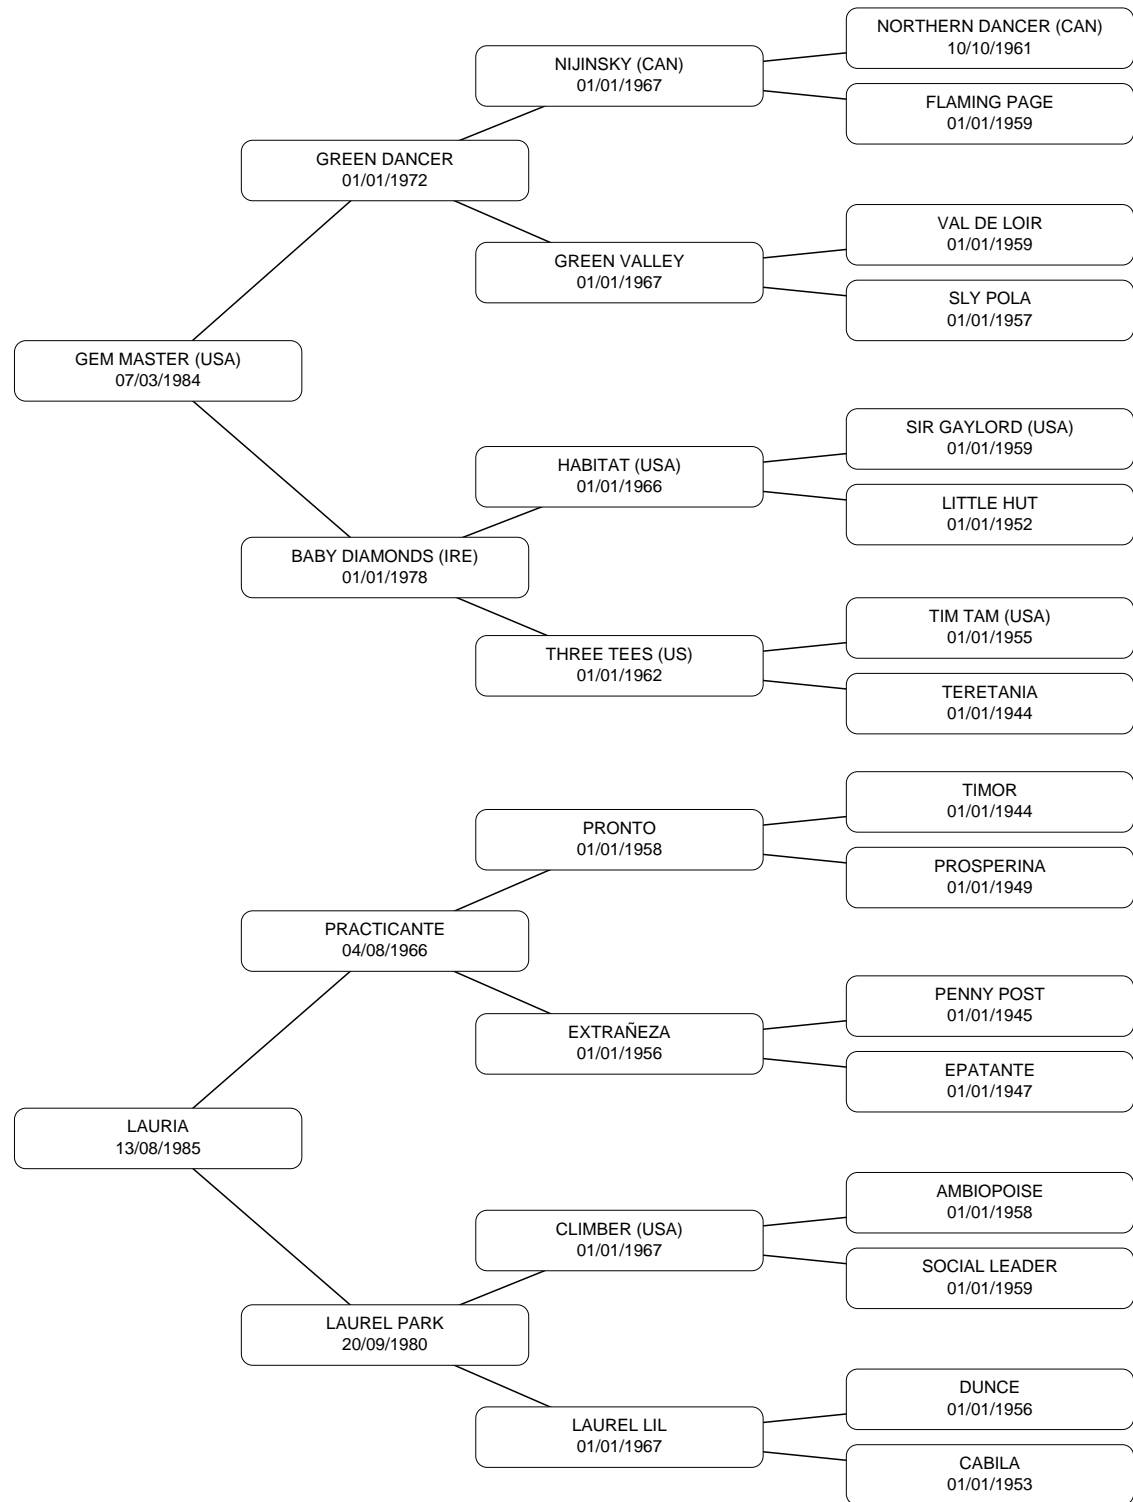 NORTHERN DANCER (CAN)
10/10/1961
NIJINSKY (CAN)
01/01/1967
FLAMING PAGE
01/01/1959
GREEN DANCER
01/01/1972
VAL DE LOIR
01/01/1959
GREEN VALLEY
01/01/1967
SLY POLA
01/01/1957
GEM MASTER (USA)
07/03/1984
SIR GAYLORD (USA)
01/01/1959
HABITAT (USA)
01/01/1966
LITTLE HUT
01/01/1952
BABY DIAMONDS (IRE)
01/01/1978
TIM TAM (USA)
01/01/1955
THREE TEES (US)
01/01/1962
TERETANIA
01/01/1944
TIMOR
01/01/1944
PRONTO
01/01/1958
PROSPERINA
01/01/1949
PRACTICANTE
04/08/1966
PENNY POST
01/01/1945
EXTRAÑEZA
01/01/1956
EPATANTE
01/01/1947
LAURIA
13/08/1985
AMBIOPOISE
01/01/1958
CLIMBER (USA)
01/01/1967
SOCIAL LEADER
01/01/1959
LAUREL PARK
20/09/1980
DUNCE
01/01/1956
LAUREL LIL
01/01/1967
CABILA
01/01/1953